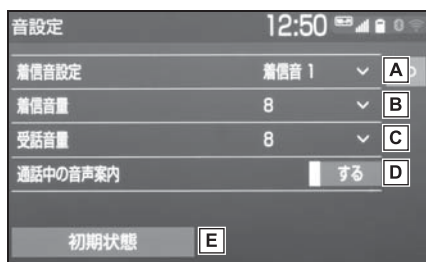 音設定 12:50
着信音設定 着信音 1 A
着信音量 8 B
受話音量 8 C
通話中の音声案内 する D
初期状態 E